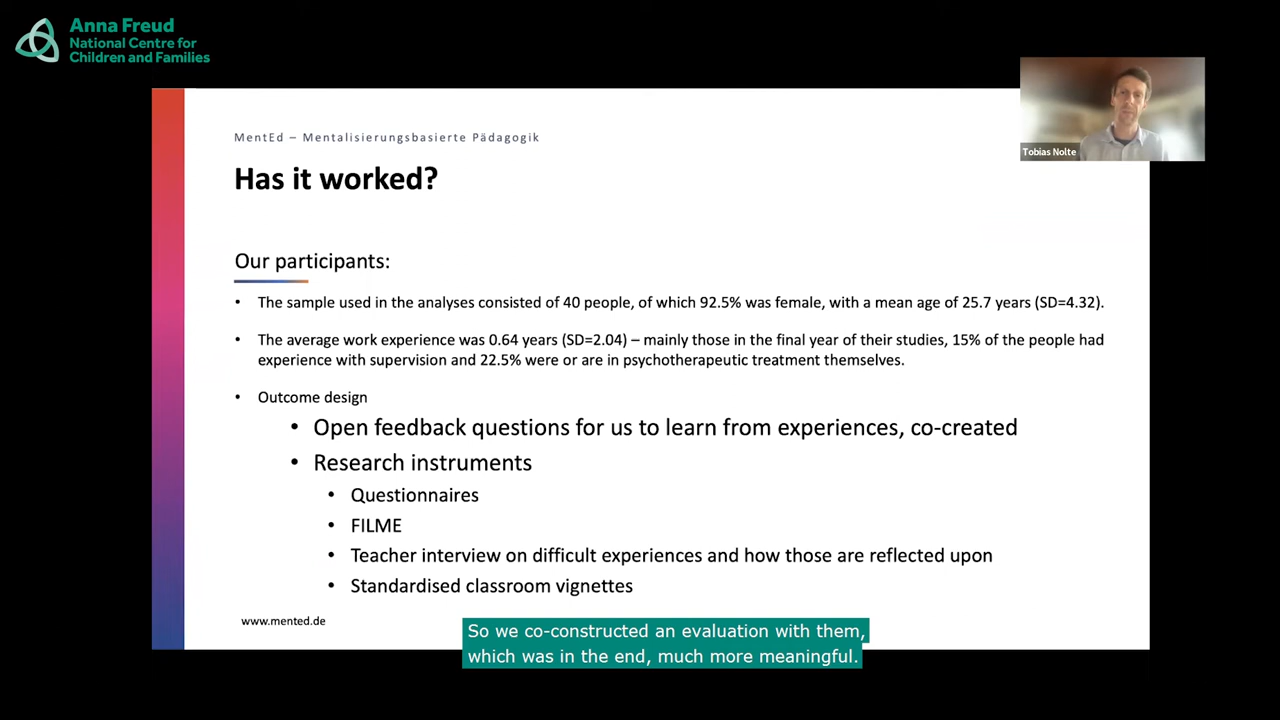 Anna Freud
National Centre for
Children and Families
Tobias Nolte
MentEd – Mentalisierungsbasierte Pädagogik
Has it worked?
Our participants:
• The sample used in the analyses consisted of 40 people, of which 92.5% was female, with a mean age of 25.7 years (SD=4.32).
• The average work experience was 0.64 years (SD=2.04) – mainly those in the final year of their studies, 15% of the people had
experience with supervision and 22.5% were or are in psychotherapeutic treatment themselves.
• Outcome design
• Open feedback questions for us to learn from experiences, co-created
• Research instruments
• Questionnaires
• FILME
• Teacher interview on difficult experiences and how those are reflected upon
• Standardised classroom vignettes
www.mented.de
So we co-constructed an evaluation with them,
which was in the end, much more meaningful.